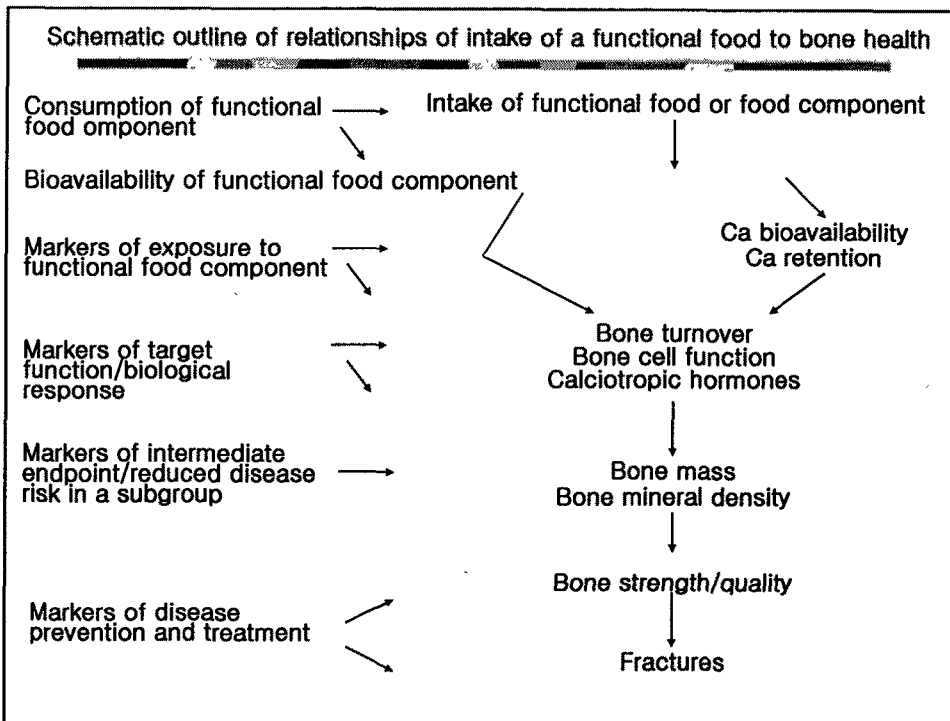 Schematic outline of relationships of intake of a functional food to bone health
Consumption of functional
food omponent
Intake of functional food or food component
Bioavailability of functional food component
Markers of exposure to
functional food component
Ca bioavailability
Ca retention
Markers of target
function/biological
response
Bone turnover
Bone cell function
Calciotropic hormones
Markers of intermediate
endpoint/reduced disease
risk in a subgroup
Bone mass
Bone mineral density
Bone strength/quality
Markers of disease
prevention and treatment
Fractures